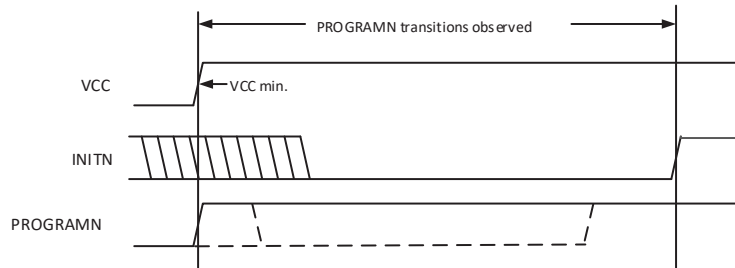 PROGRAMN transitions observed
VCC
VCC min.
INITN
PROGRAMN